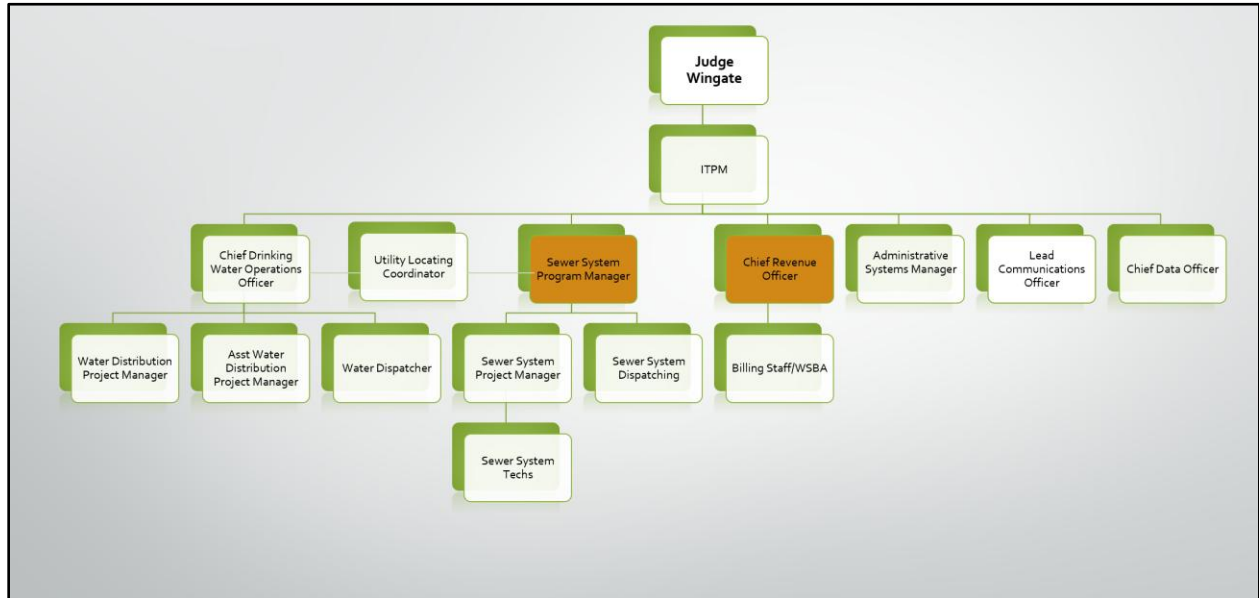 Judge
Wingate
ITPM
Chief Drinking
Water Operations
Officer
Utility Locating
Coordinator
Sewer System
Program Manager
Chief Revenue
Officer
Administrative
Systems Manager
Lead
Communications
Officer
Chief Data Officer
Water Distribution
Project Manager
Asst Water
Distribution
Project Manager
Water Dispatcher
Sewer System
Project Manager
Sewer System
Dispatching
Billing Staff/WSBA
Sewer System
Techs